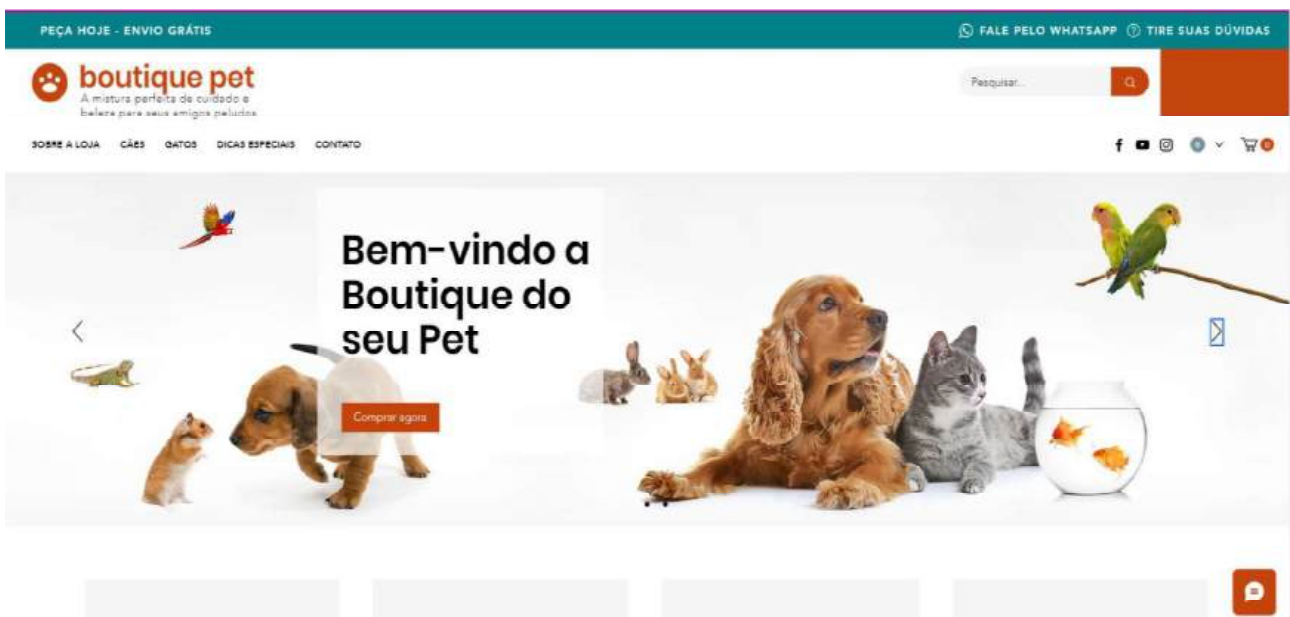 PEÇA HOJE - ENVIO GRÁTIS
FALE PELO WHATSAPP
TIRE SUAS DÚVIDAS
boutique pet
A mistura perfeita de cuidado e
beleza para seus amigos peludos
Pesquisar...
SOBRE A LOJA
CÃES
GATOS
DICAS ESPECIAIS
CONTATO
0
Bem-vindo a
Boutique do
seu Pet
Comprar agora